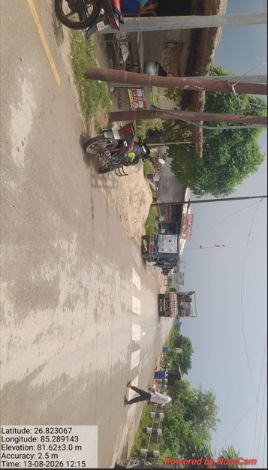 Latitude: 26.823067
Longitude: 85.289143
Elevation: 81.62±3.0 m
Accuracy: 2.5 m
Time: 13-08-2026 12:15
Powered by NoteCam